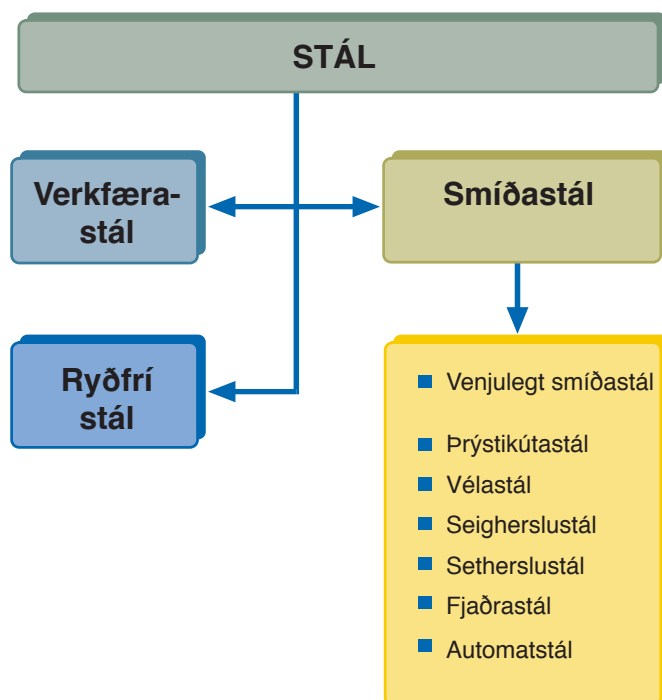 STÁL
Verkfæra-
stál
Smíðastál
Ryðfrí
stál
Venjulegt smíðastál
Þrýstikútastál
Vélastál
Seigherslustál
Setherslustál
Fjaðrastál
Automatstál